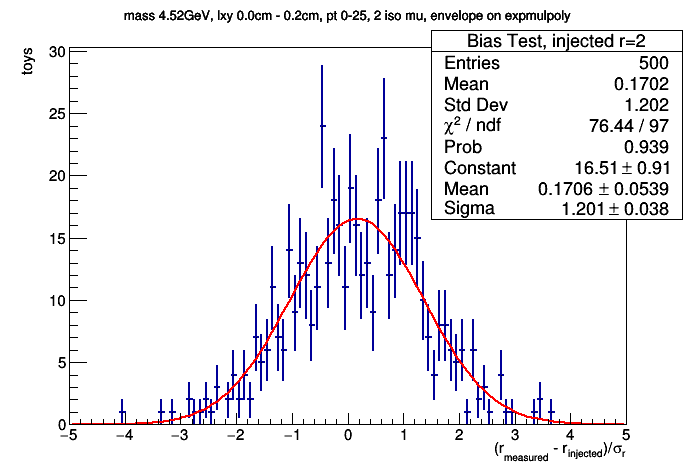 mass 4.52GeV, lxy 0.0cm - 0.2cm, pt 0-25, 2 iso mu, envelope on expmulpoly
Bias Test, injected r=2
Entries 500
Mean 0.1702
Std Dev 1.202
χ² / ndf 76.44 / 97
Prob 0.939
Constant 16.51 ± 0.91
Mean 0.1706 ± 0.0539
Sigma 1.201 ± 0.038
toys
30
25
20
15
10
5
0
−5 −4 −3 −2 −1 0 1 2 3 4 5
(r_measured - r_injected)/σ_r